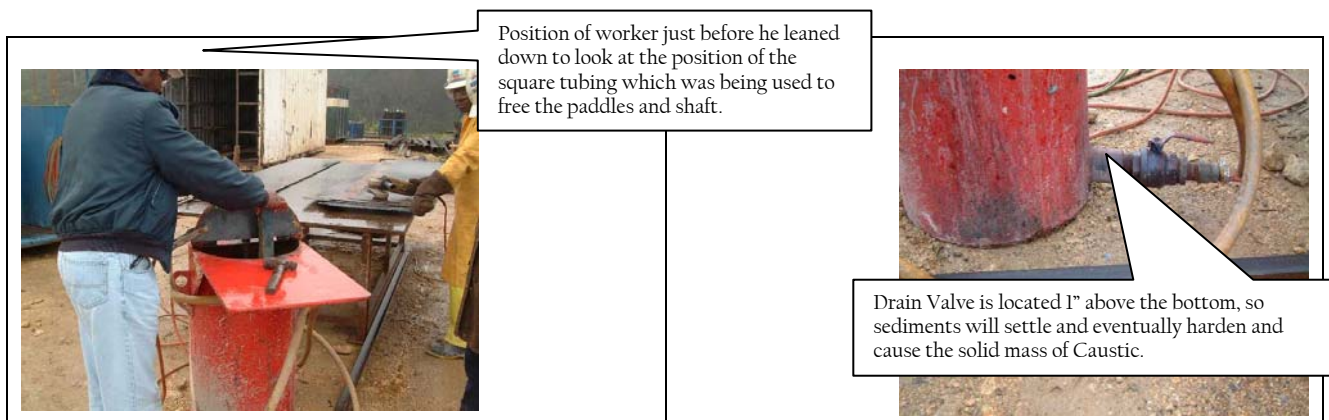 Position of worker just before he leaned
down to look at the position of the
square tubing which was being used to
free the paddles and shaft.
Drain Valve is located 1” above the bottom, so
sediments will settle and eventually harden and
cause the solid mass of Caustic.